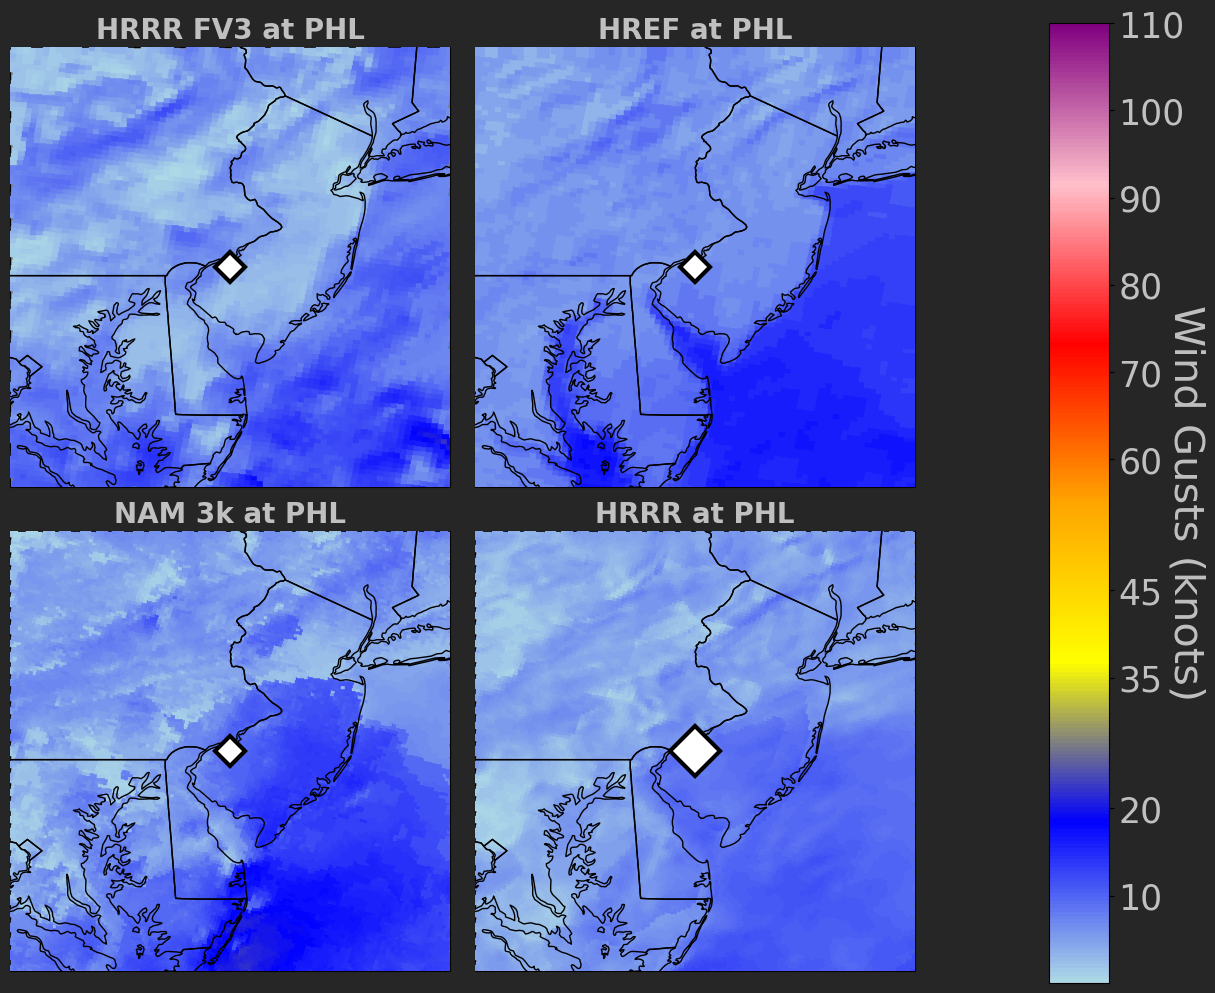 HRRR FV3 at PHL
HREF at PHL
NAM 3k at PHL
HRRR at PHL
110
100
90
80
70
60
45
35
20
10
Wind Gusts (knots)